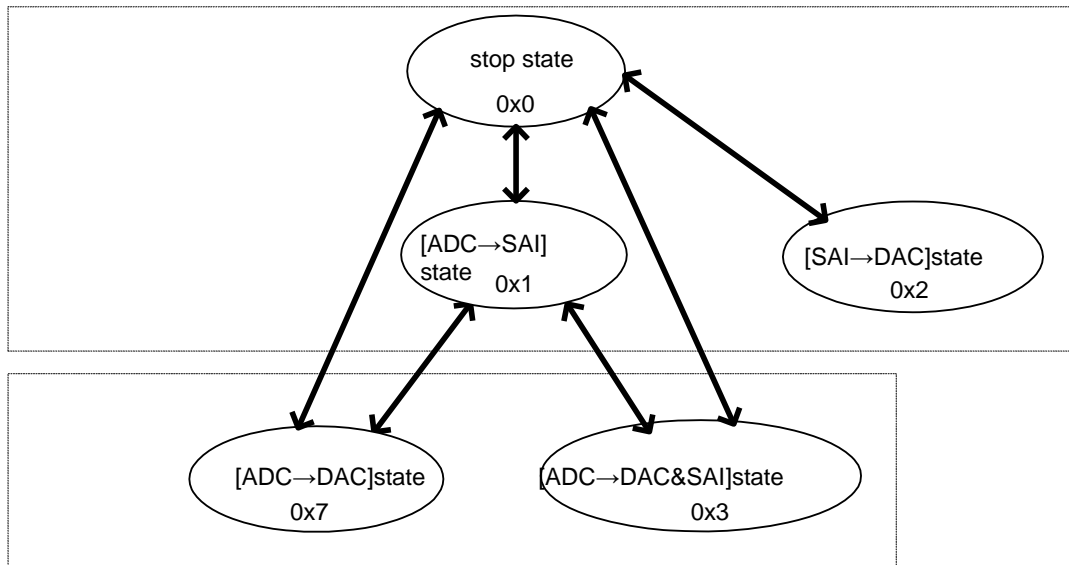 stop state
0x0
[ADC→SAI]
state
0x1
[SAI→DAC]state
0x2
[ADC→DAC]state
0x7
[ADC→DAC&SAI]state
0x3